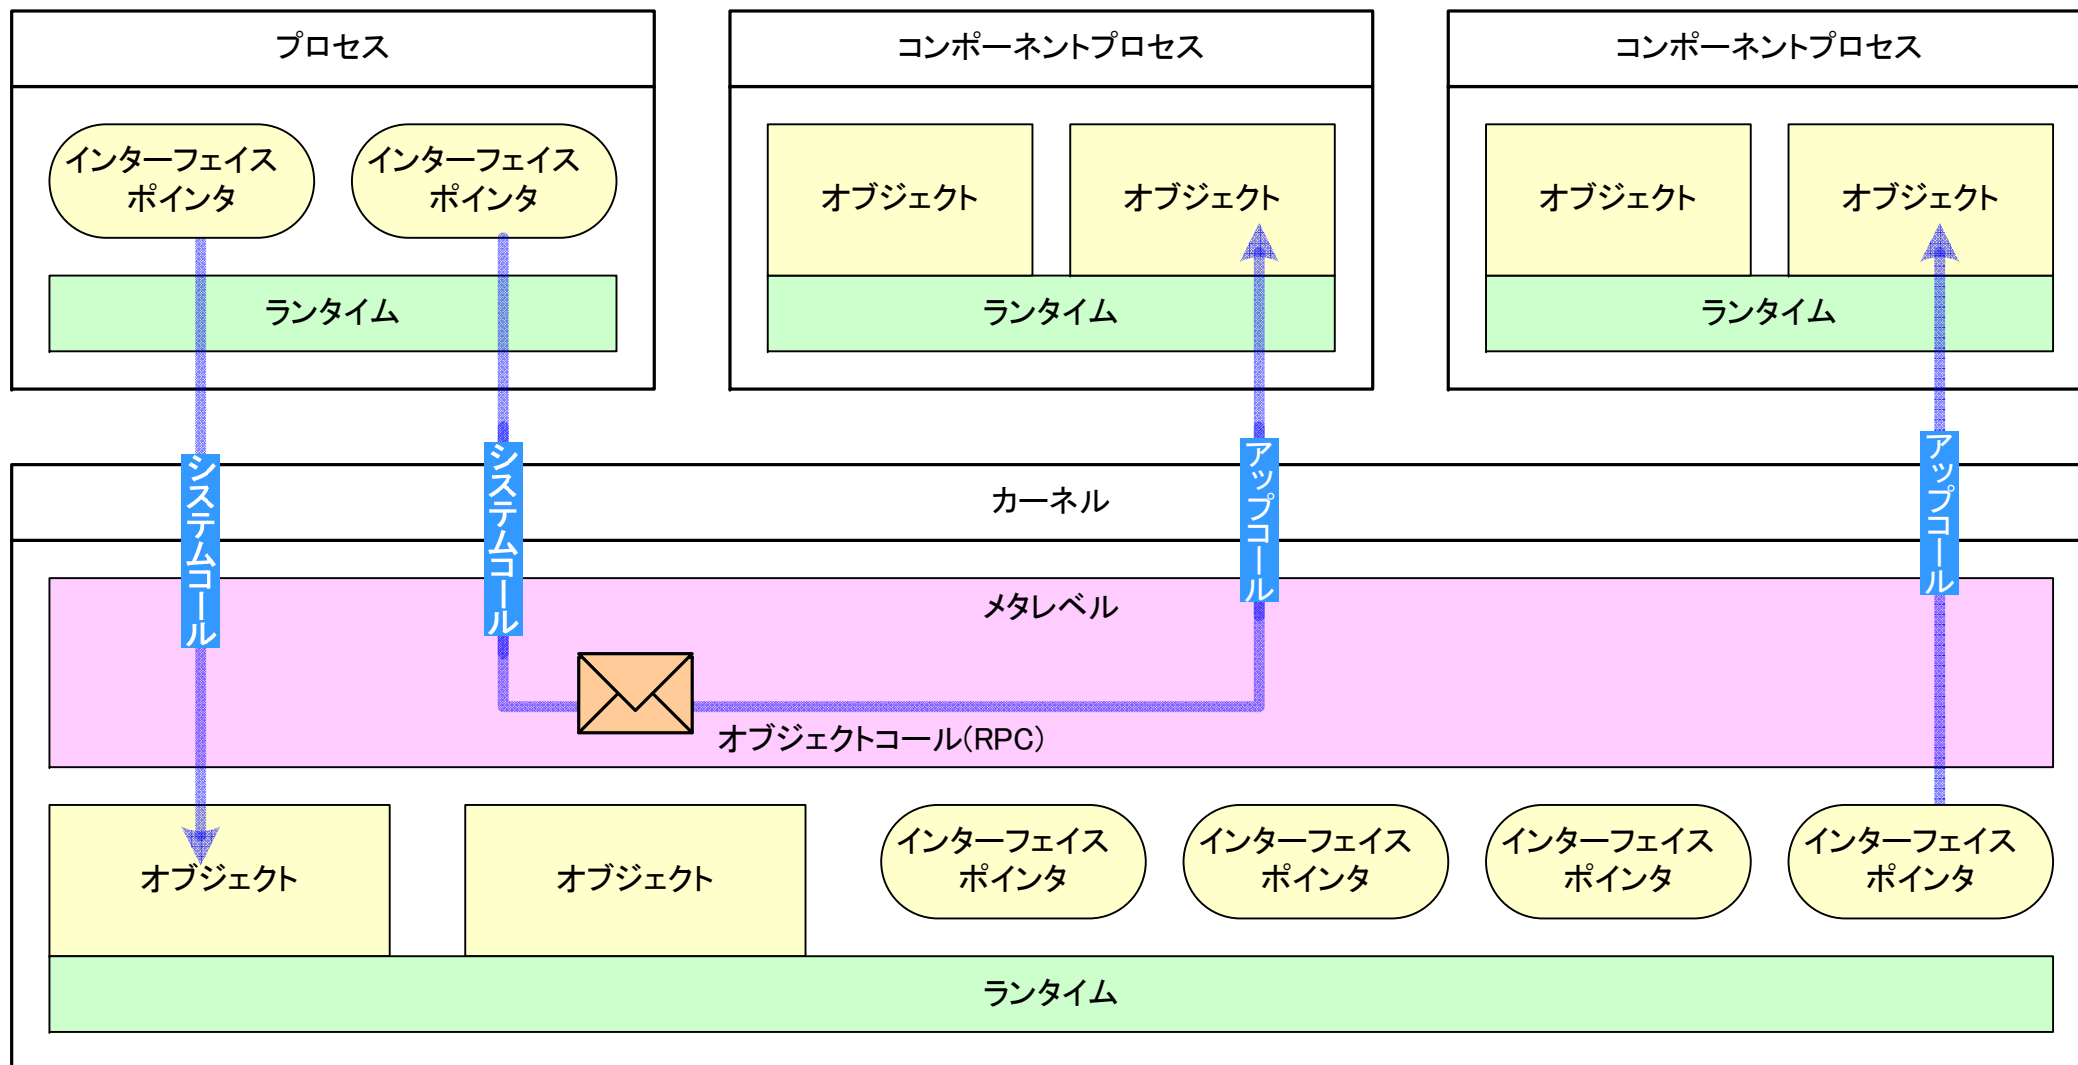 プロセス
コンポーネントプロセス
コンポーネントプロセス
インターフェイス
ポインタ
インターフェイス
ポインタ
オブジェクト
オブジェクト
オブジェクト
オブジェクト
ランタイム
ランタイム
ランタイム
システムコール
システムコール
アップコール
アップコール
カーネル
メタレベル
オブジェクトコール(RPC)
オブジェクト
オブジェクト
インターフェイス
ポインタ
インターフェイス
ポインタ
インターフェイス
ポインタ
インターフェイス
ポインタ
ランタイム